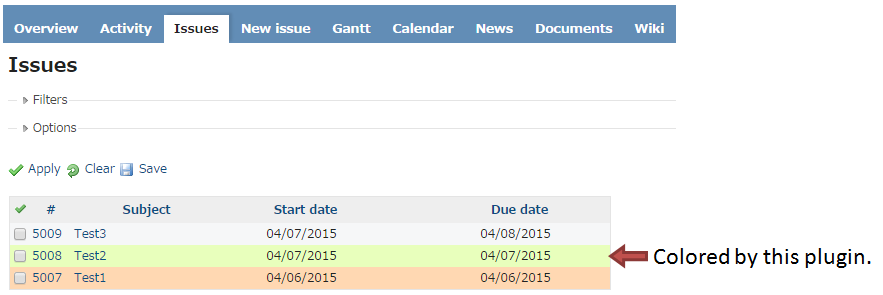 Overview Activity Issues New issue Gantt Calendar News Documents Wiki
Issues
Filters
Options
Apply Clear Save
# Subject Start date Due date
5009 Test3 04/07/2015 04/08/2015
5008 Test2 04/07/2015 04/07/2015 Colored by this plugin.
5007 Test1 04/06/2015 04/06/2015